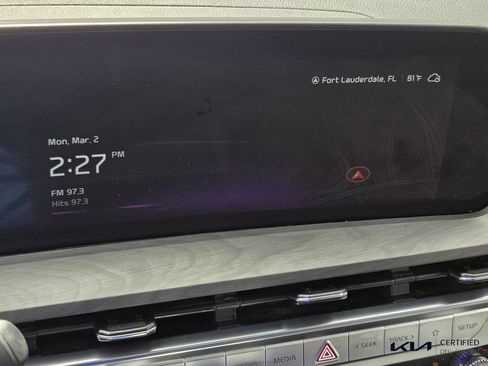 Fort Lauderdale, FL 81°F
Mon, Mar. 2
2:27 PM
FM 97.3
Hits 97.3
MEDIA
< SEEK
TRACK >
SETUP
KIA CERTIFIED